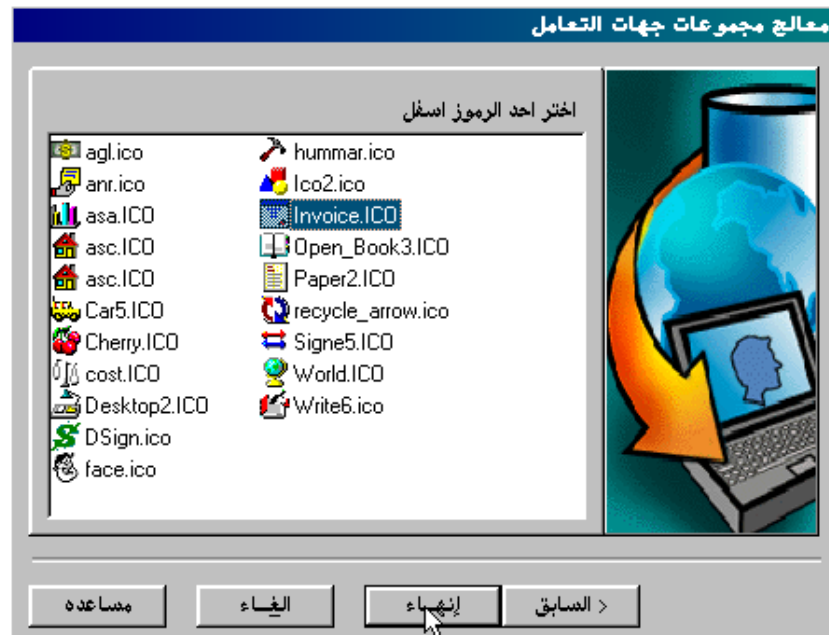 معالج مجموعات جهات التعامل
اختر احد الرموز اسفل
agl.ico
anr.ico
asa.ICO
asc.ICO
asc.ICO
Car5.ICO
Cherry.ICO
cost.ICO
Desktop2.ICO
DSign.ico
face.ico
hummar.ico
Ico2.ico
Invoice.ICO
Open_Book3.ICO
Paper2.ICO
recycle_arrow.ico
Signe5.ICO
World.ICO
Write6.ico
< السابق
إنهاء
الغاء
مساعده